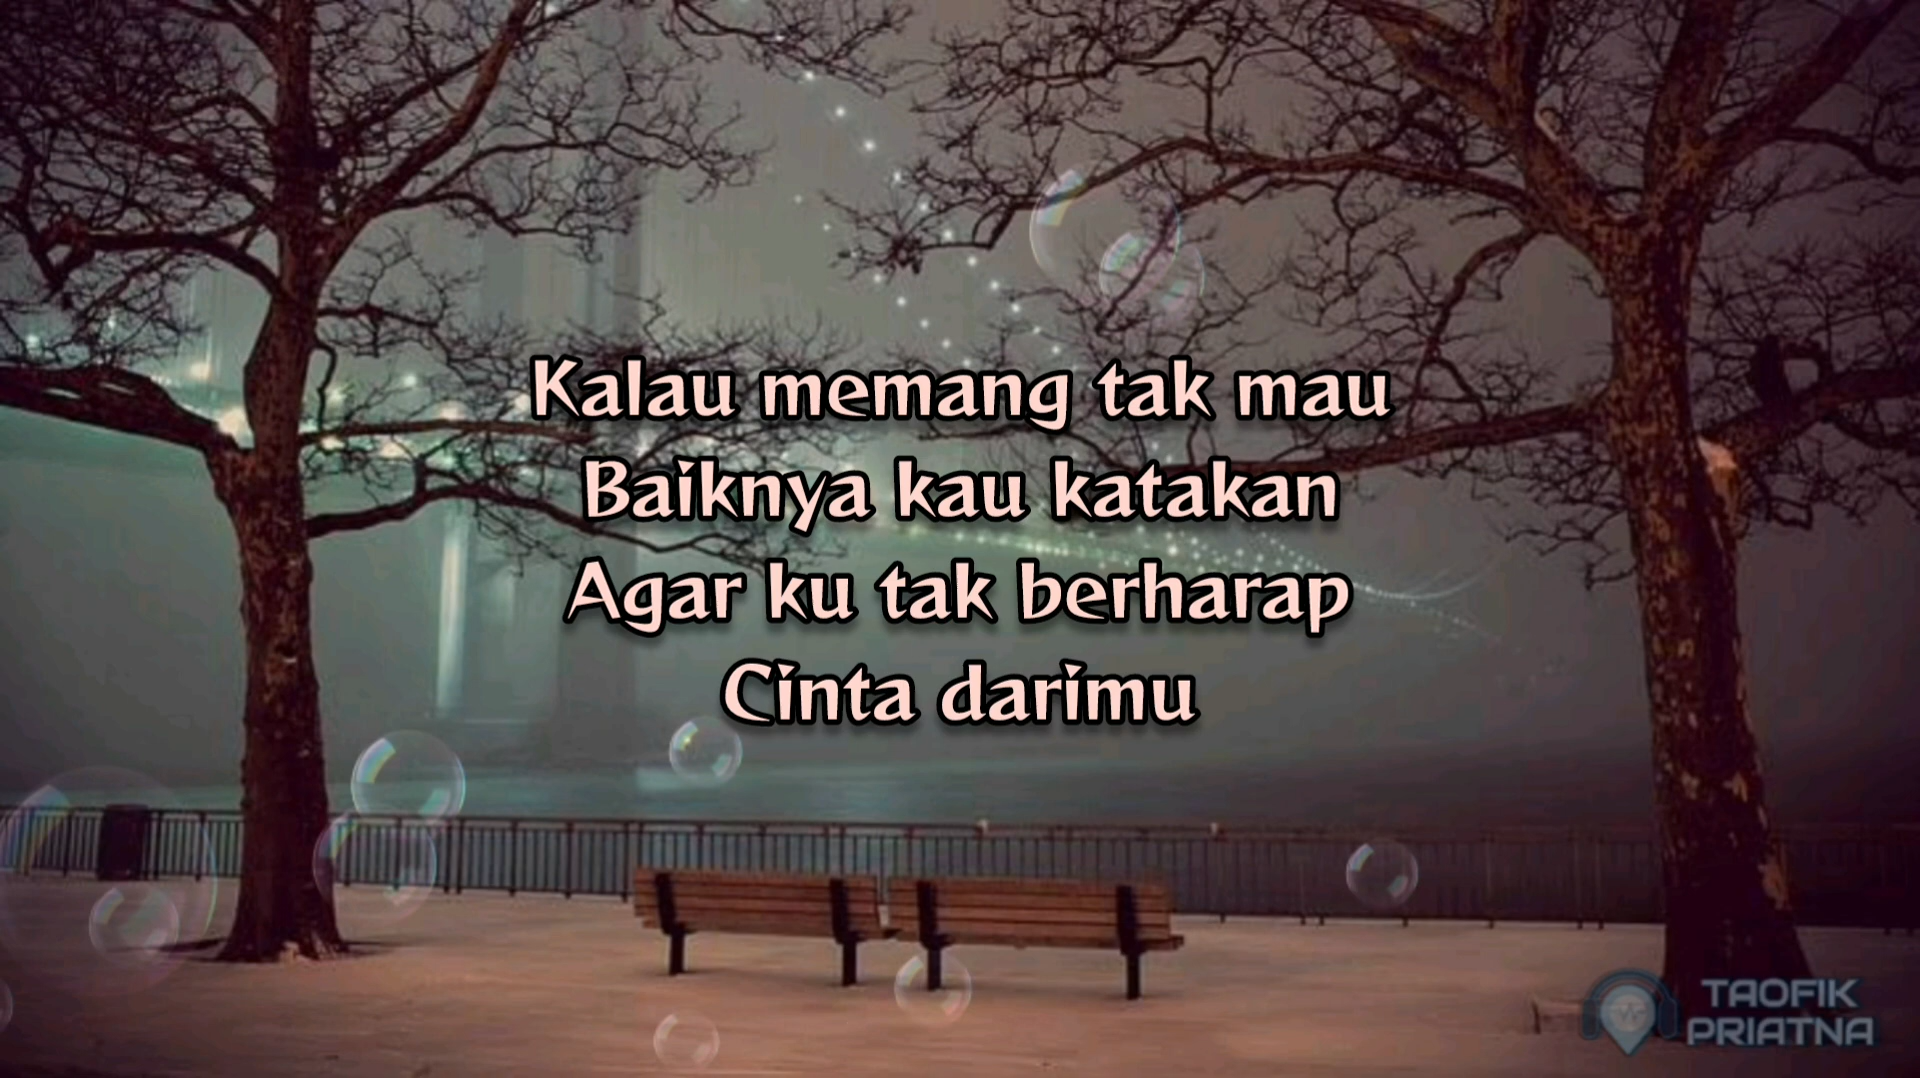 Kalau memang tak mau
Baiknya kau katakan
Agar ku tak berharap
Cinta darimu
TAOFIK
PRIATNA